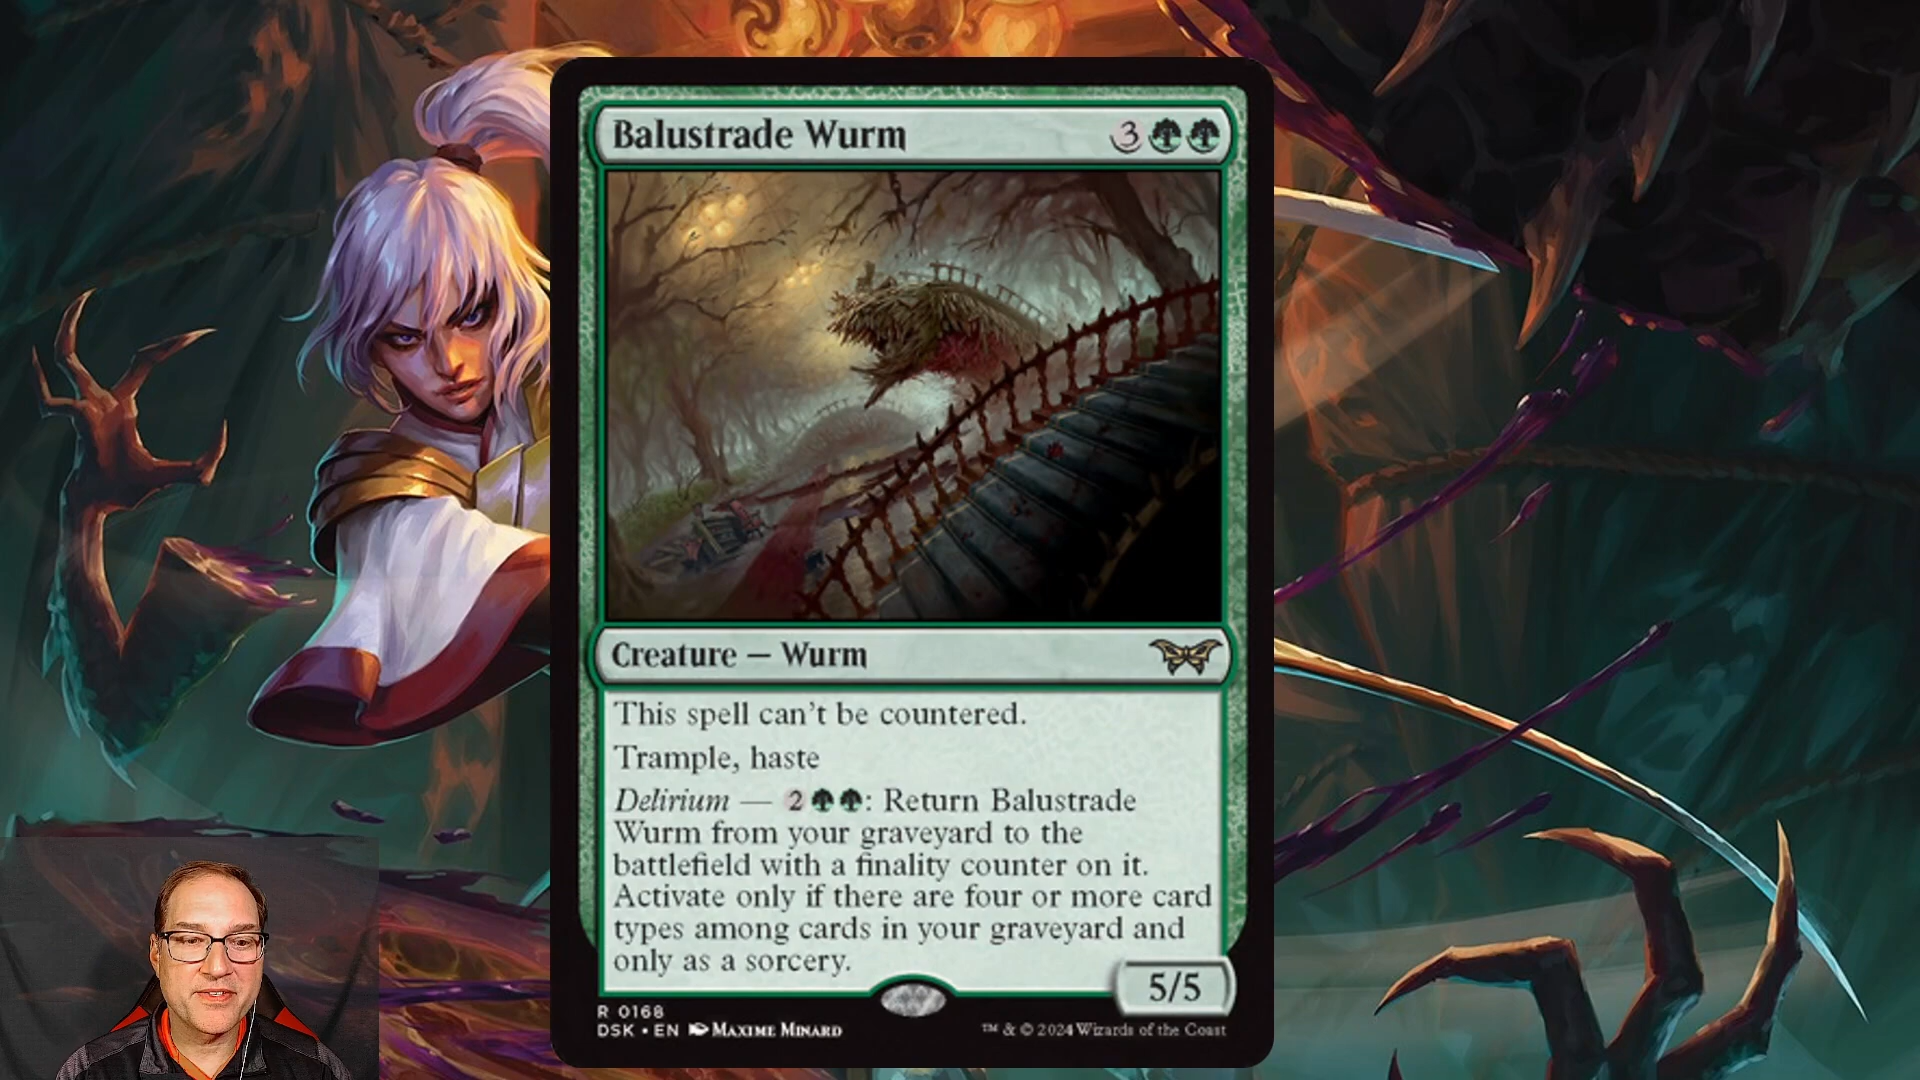 Balustrade Wurm 3
Creature — Wurm
This spell can't be countered.
Trample, haste
Delirium — 2 : Return Balustrade
Wurm from your graveyard to the
battlefield with a finality counter on it.
Activate only if there are four or more card
types among cards in your graveyard and
only as a sorcery.
5/5
R 0168
DSK • EN MAXIME MINARD
™ & © 2024 Wizards of the Coast